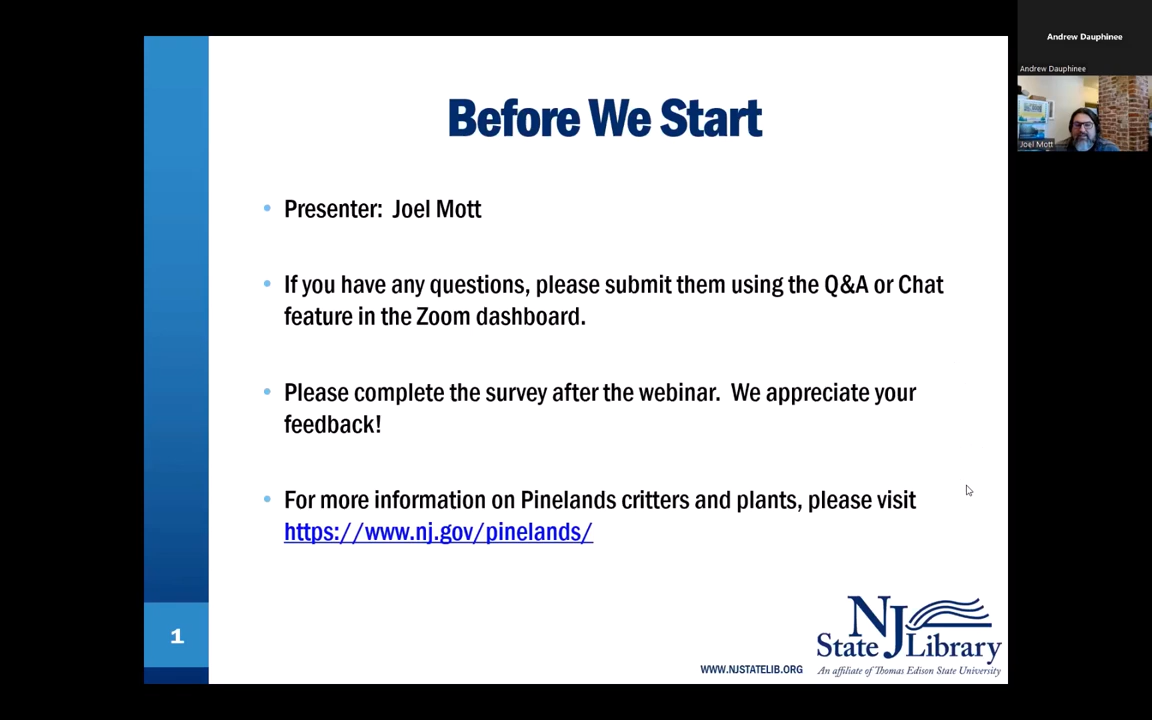 Before We Start
Andrew Dauphinee
Andrew Dauphinee
Joel Mott
Presenter:  Joel Mott
If you have any questions, please submit them using the Q&A or Chat
feature in the Zoom dashboard.
Please complete the survey after the webinar.  We appreciate your
feedback!
For more information on Pinelands critters and plants, please visit
https://www.nj.gov/pinelands/
1
WWW.NJSTATELIB.ORG
NJ
State Library
An affiliate of Thomas Edison State University